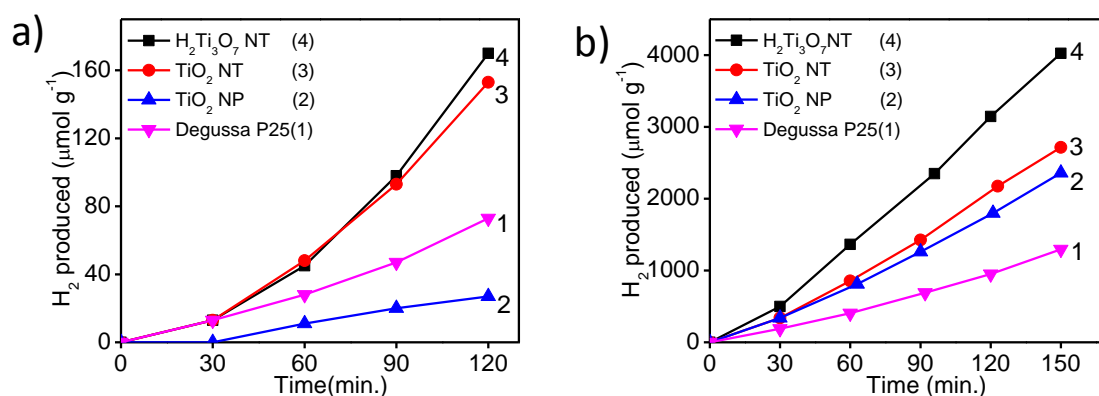 a)
H₂Ti₃O₇ NT (4)
TiO₂ NT (3)
TiO₂ NP (2)
Degussa P25(1)
H₂ produced (μmol g⁻¹)
160
120
80
40
0
4
3
1
2
0 30 60 90 120
Time(min.)
b)
H₂Ti₃O₇NT (4)
TiO₂ NT (3)
TiO₂ NP (2)
Degussa P25(1)
H₂ produced (μmol g⁻¹)
4000
3000
2000
1000
0
4
3
2
1
0 30 60 90 120 150
Time (min.)